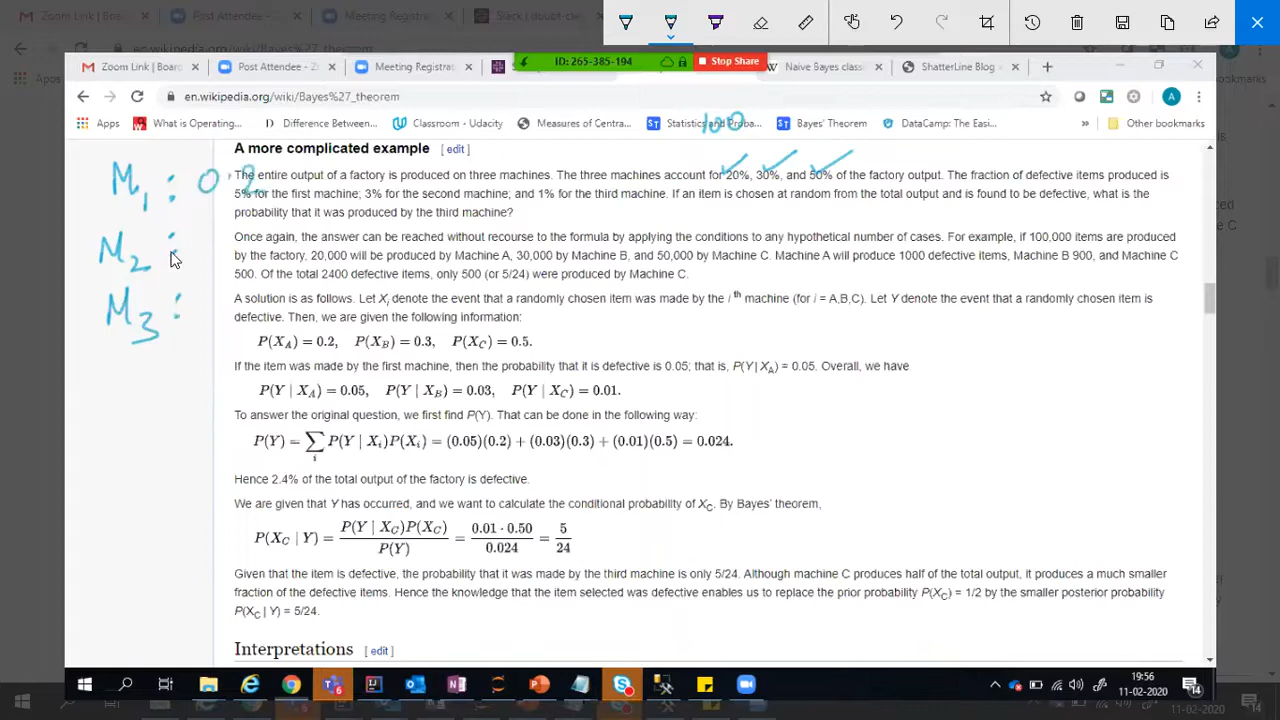 Zoom Link | Board
Post Attendee - Z
Meeting Registrat
ID: 265-385-194
Stop Share
Naive Bayes classi
ShatterLine Blog
en.wikipedia.org/wiki/Bayes%27_theorem
Apps
What is Operating...
Difference Between...
Classroom - Udacity
Measures of Centra...
Statistics and Proba...
Bayes' Theorem
DataCamp: The Easi...
Other bookmarks
100
A more complicated example [edit]
The entire output of a factory is produced on three machines. The three machines account for 20%, 30%, and 50% of the factory output. The fraction of defective items produced is
5% for the first machine; 3% for the second machine; and 1% for the third machine. If an item is chosen at random from the total output and is found to be defective, what is the
probability that it was produced by the third machine?
M1 : 0.2
M2 :
M3 :
Once again, the answer can be reached without recourse to the formula by applying the conditions to any hypothetical number of cases. For example, if 100,000 items are produced
by the factory, 20,000 will be produced by Machine A, 30,000 by Machine B, and 50,000 by Machine C. Machine A will produce 1000 defective items, Machine B 900, and Machine C
500. Of the total 2400 defective items, only 500 (or 5/24) were produced by Machine C.
A solution is as follows. Let Xi denote the event that a randomly chosen item was made by the i th machine (for i = A,B,C). Let Y denote the event that a randomly chosen item is
defective. Then, we are given the following information:
P(XA) = 0.2, P(XB) = 0.3, P(XC) = 0.5.
If the item was made by the first machine, then the probability that it is defective is 0.05; that is, P(Y | XA) = 0.05. Overall, we have
P(Y | XA) = 0.05, P(Y | XB) = 0.03, P(Y | XC) = 0.01.
To answer the original question, we first find P(Y). That can be done in the following way:
P(Y) = ∑i P(Y | Xi)P(Xi) = (0.05)(0.2) + (0.03)(0.3) + (0.01)(0.5) = 0.024.
Hence 2.4% of the total output of the factory is defective.
We are given that Y has occurred, and we want to calculate the conditional probability of XC. By Bayes' theorem,
P(XC | Y) = P(Y | XC)P(XC) / P(Y) = 0.01 · 0.50 / 0.024 = 5/24
Given that the item is defective, the probability that it was made by the third machine is only 5/24. Although machine C produces half of the total output, it produces a much smaller
fraction of the defective items. Hence the knowledge that the item selected was defective enables us to replace the prior probability P(XC) = 1/2 by the smaller posterior probability
P(XC | Y) = 5/24.
Interpretations [edit]
19:56
11-02-2020